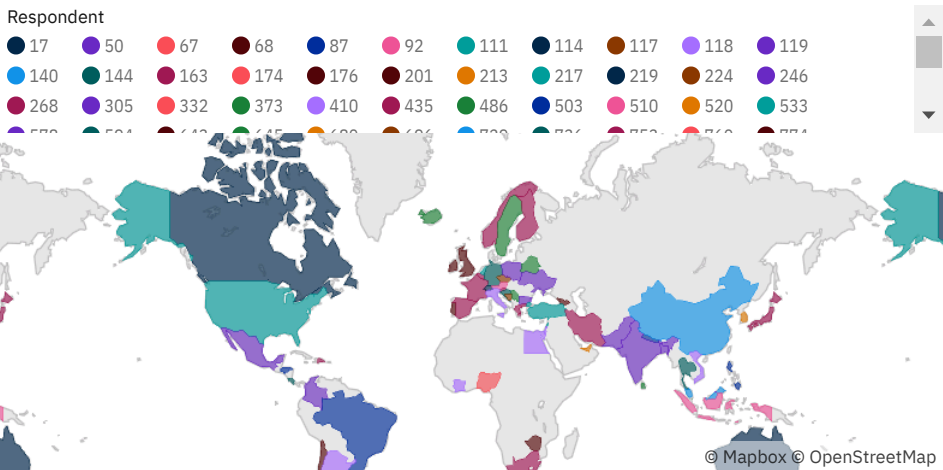 Respondent
17 50 67 68 87 92 111 114 117 118 119
140 144 163 174 176 201 213 217 219 224 246
268 305 332 373 410 435 486 503 510 520 533
© Mapbox © OpenStreetMap